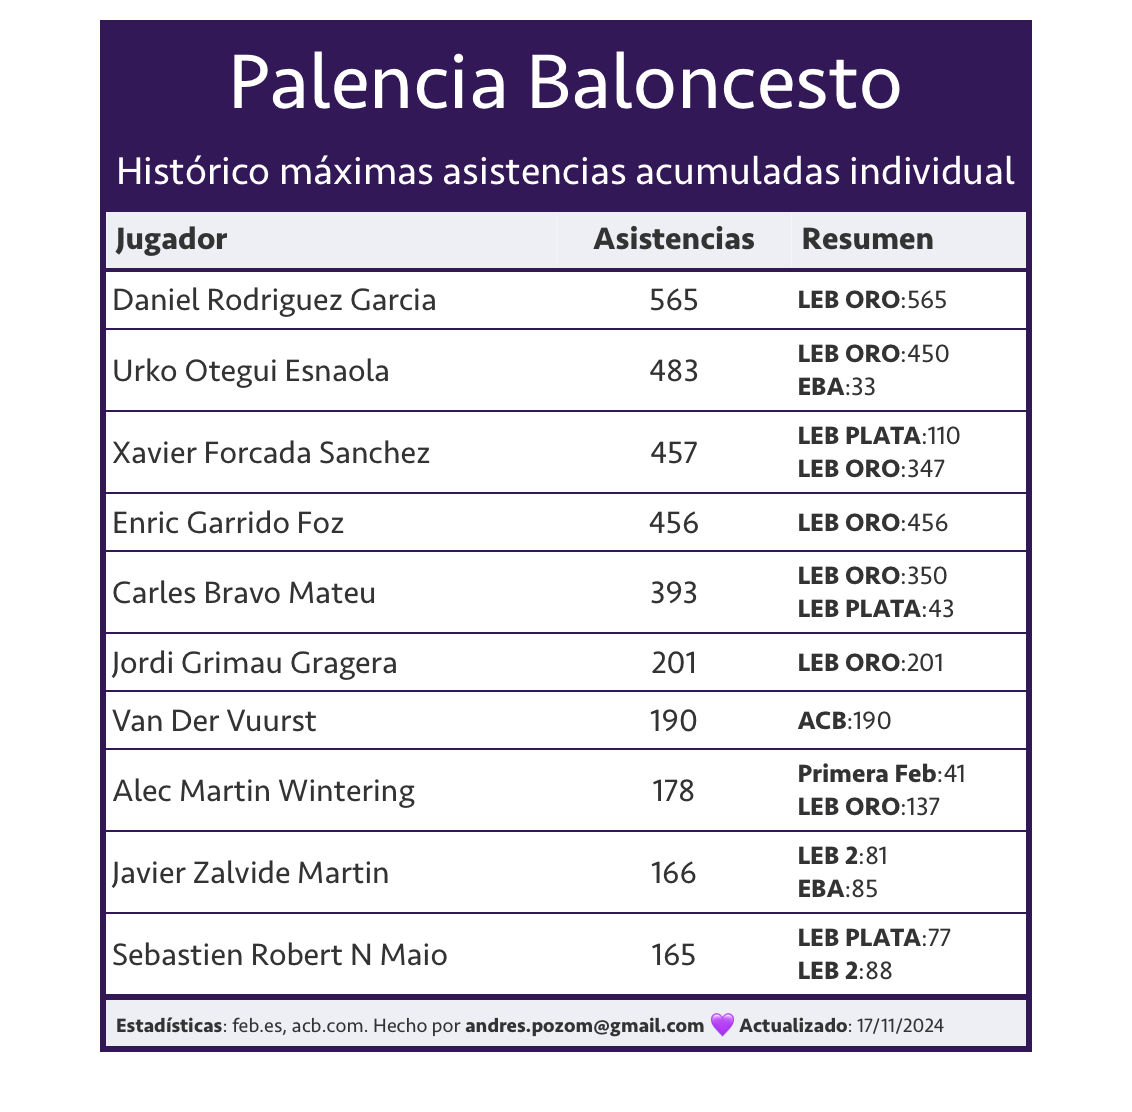 Palencia Baloncesto
Histórico máximas asistencias acumuladas individual
Jugador Asistencias Resumen
Daniel Rodriguez Garcia 565 LEB ORO:565
Urko Otegui Esnaola 483 LEB ORO:450
EBA:33
Xavier Forcada Sanchez 457 LEB PLATA:110
LEB ORO:347
Enric Garrido Foz 456 LEB ORO:456
Carles Bravo Mateu 393 LEB ORO:350
LEB PLATA:43
Jordi Grimau Gragera 201 LEB ORO:201
Van Der Vuurst 190 ACB:190
Alec Martin Wintering 178 Primera Feb:41
LEB ORO:137
Javier Zalvide Martin 166 LEB 2:81
EBA:85
Sebastien Robert N Maio 165 LEB PLATA:77
LEB 2:88
Estadísticas: feb.es, acb.com. Hecho por andres.pozom@gmail.com 💜 Actualizado: 17/11/2024